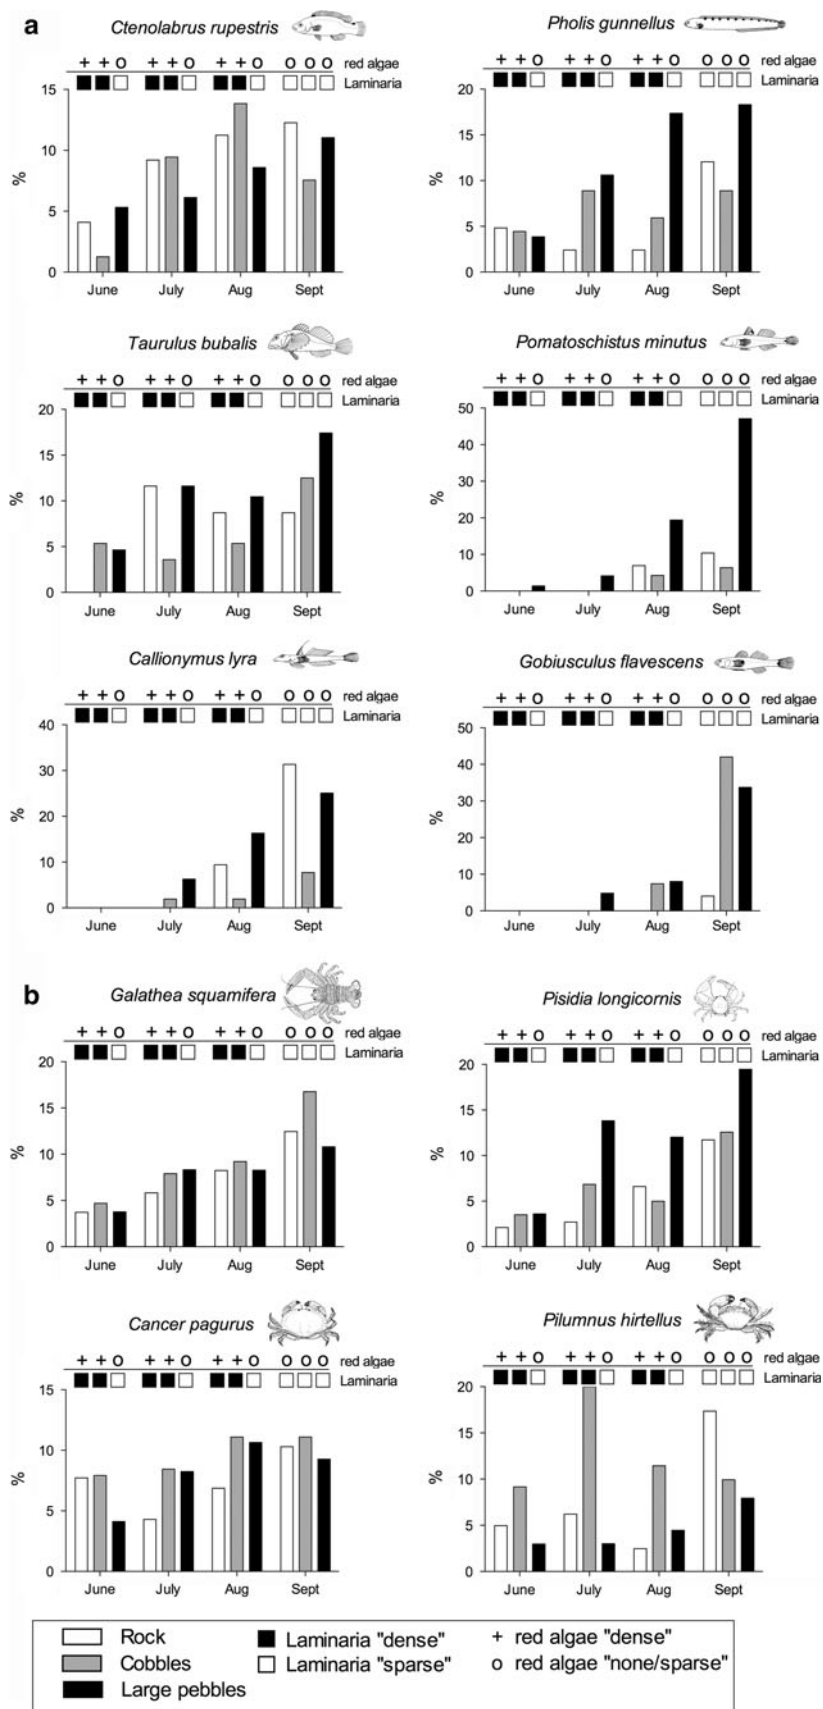 a
Ctenolabrus rupestris
+ + o + + o + + o o o o red algae
Laminaria
15
10
5
0
%
June July Aug Sept
Pholis gunnellus
+ + o + + o + + o o o o red algae
Laminaria
20
15
10
5
0
%
June July Aug Sept
Taurulus bubalis
+ + o + + o + + o o o o red algae
Laminaria
20
15
10
5
0
%
June July Aug Sept
Pomatoschistus minutus
+ + o + + o + + o o o o red algae
Laminaria
50
40
30
20
10
0
%
June July Aug Sept
Callionymus lyra
+ + o + + o + + o o o o red algae
Laminaria
40
30
20
10
0
%
June July Aug Sept
Gobiusculus flavescens
+ + o + + o + + o o o o red algae
Laminaria
50
40
30
20
10
0
%
June July Aug Sept
b
Galathea squamifera
+ + o + + o + + o o o o red algae
Laminaria
20
15
10
5
0
%
June July Aug Sept
Pisidia longicornis
+ + o + + o + + o o o o red algae
Laminaria
20
15
10
5
0
%
June July Aug Sept
Cancer pagurus
+ + o + + o + + o o o o red algae
Laminaria
15
10
5
0
%
June July Aug Sept
Pilumnus hirtellus
+ + o + + o + + o o o o red algae
Laminaria
20
15
10
5
0
%
June July Aug Sept
Rock Laminaria "dense" + red algae "dense"
Cobbles Laminaria "sparse" o red algae "none/sparse"
Large pebbles